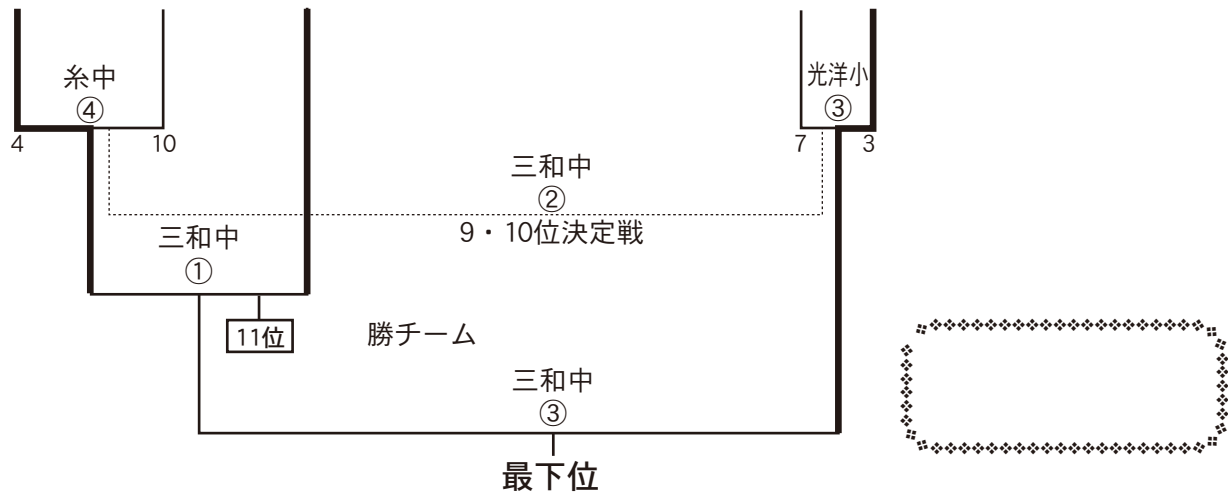 糸中
④
4 10
光洋小
③
7 3
三和中
②
9・10位決定戦
三和中
①
11位
勝チーム
三和中
③
最下位